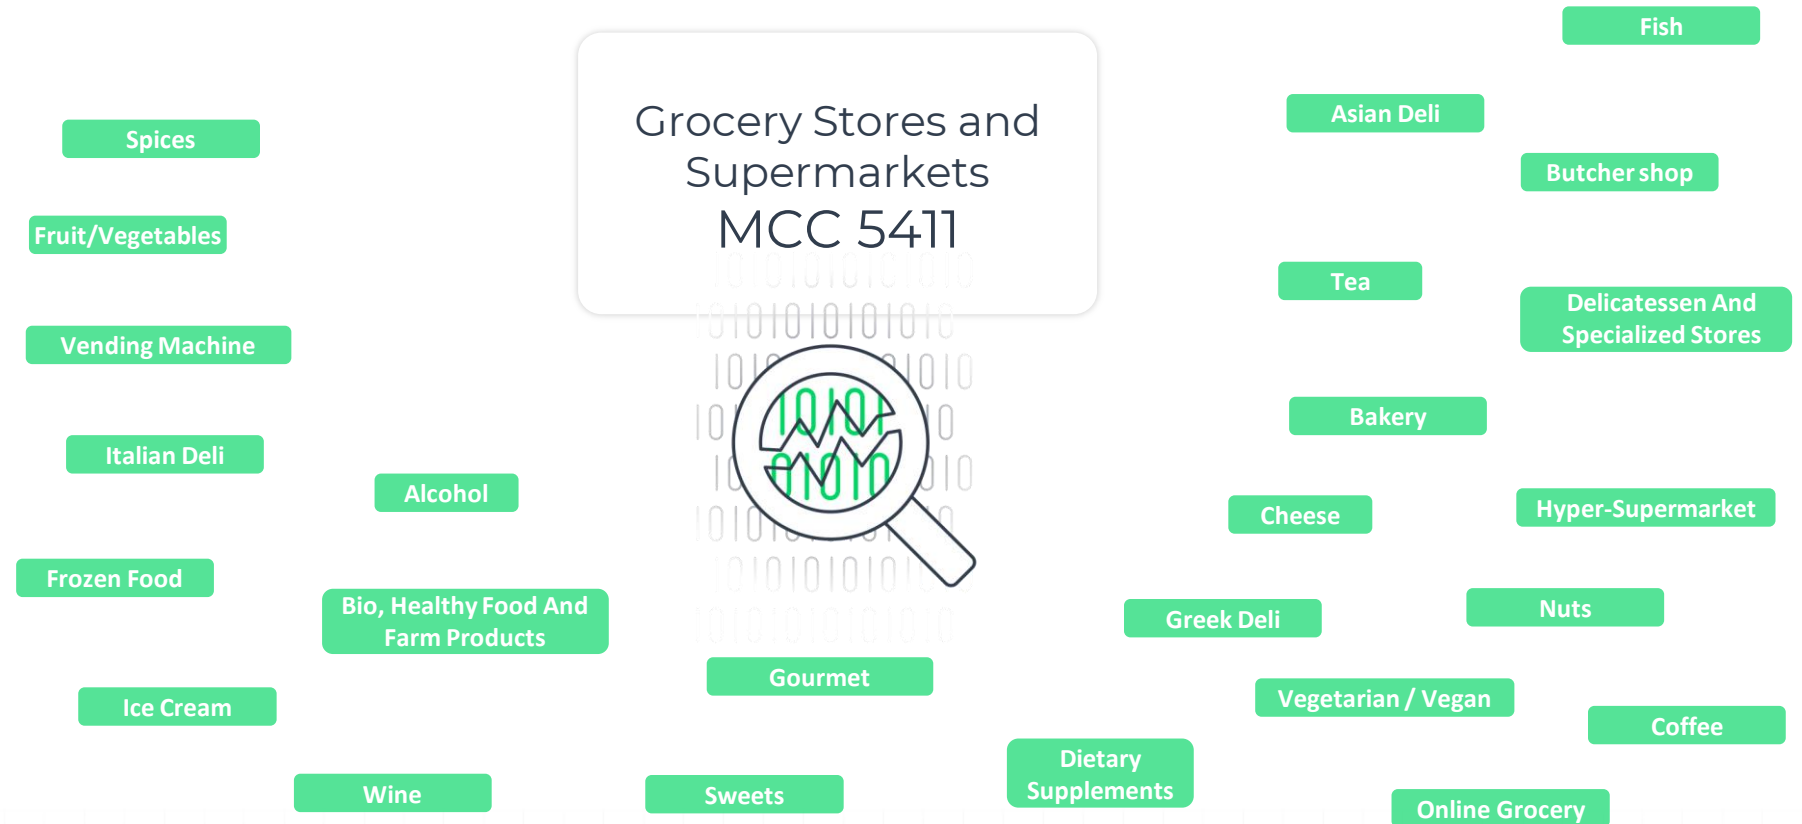 Fish
Grocery Stores and
Supermarkets
MCC 5411
Asian Deli
Spices
Butcher shop
Fruit/Vegetables
Tea
Delicatessen And
Specialized Stores
Vending Machine
Bakery
Italian Deli
Alcohol
Cheese
Hyper-Supermarket
Frozen Food
Bio, Healthy Food And
Farm Products
Greek Deli
Nuts
Gourmet
Vegetarian / Vegan
Ice Cream
Coffee
Dietary
Supplements
Wine
Sweets
Online Grocery
10101
01010